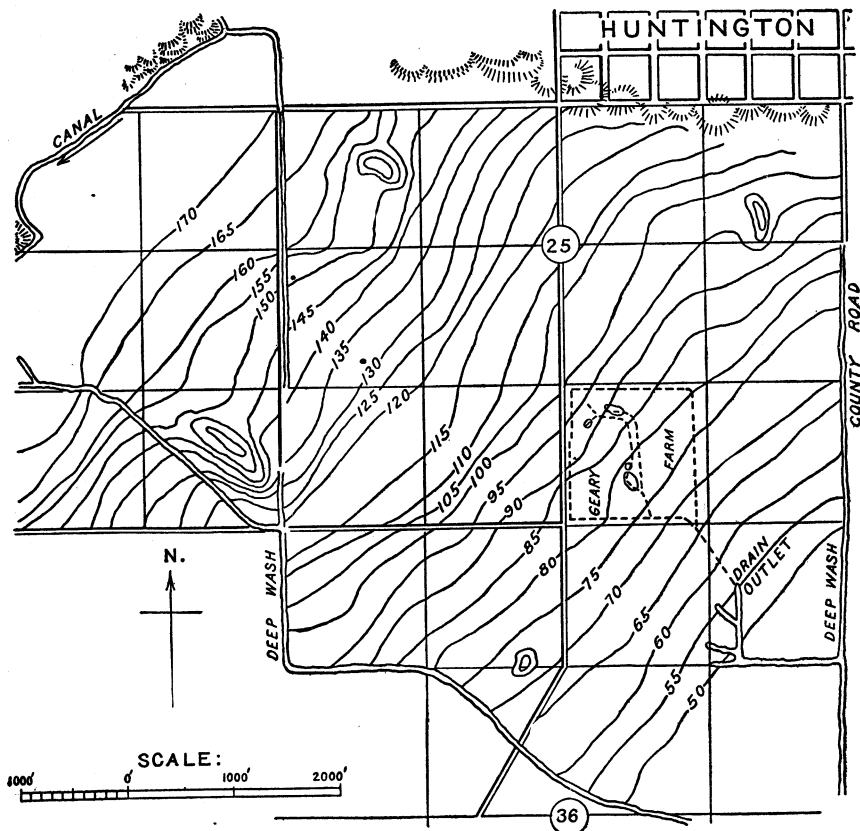 HUNTINGTON
CANAL
170
165
160
155
150
145
140
135
130
125
120
25
COUNTY ROAD
115
110
105
100
95
90
GEARY
FARM
85
80
75
70
65
60
55
50
DRAIN
OUTLET
N.
DEEP WASH
DEEP WASH
SCALE:
1000' 0' 1000' 2000'
36